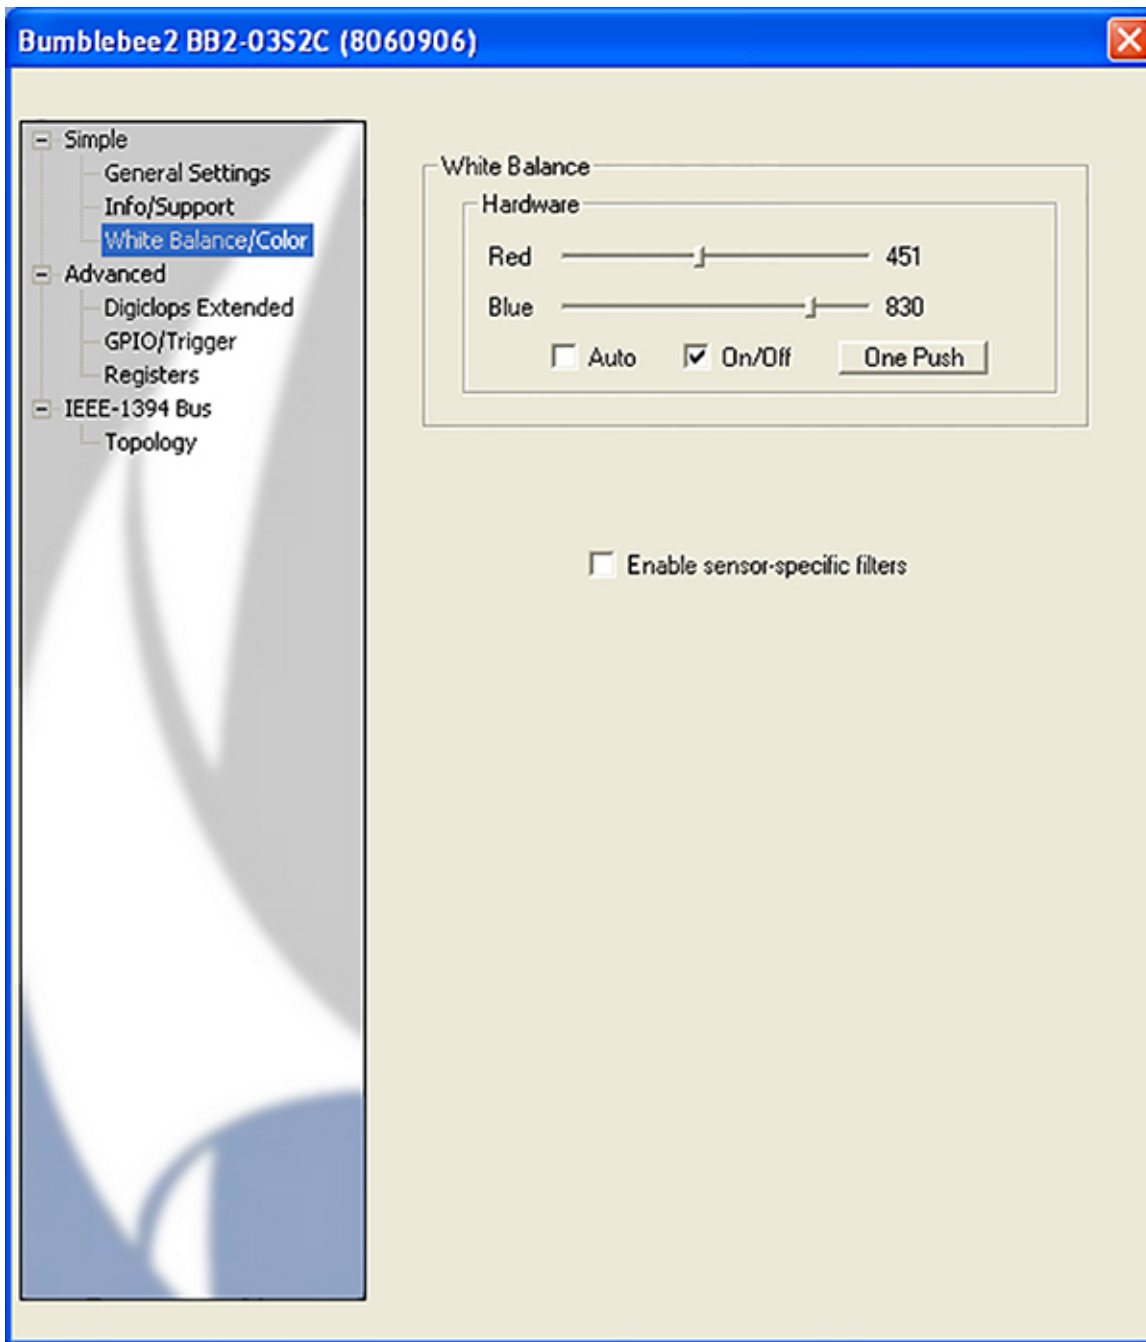 Bumblebee2 BB2-03S2C (8060906)
Simple
General Settings
Info/Support
White Balance/Color
Advanced
Digiclops Extended
GPIO/Trigger
Registers
IEEE-1394 Bus
Topology
White Balance
Hardware
Red 451
Blue 830
Auto On/Off One Push
Enable sensor-specific filters